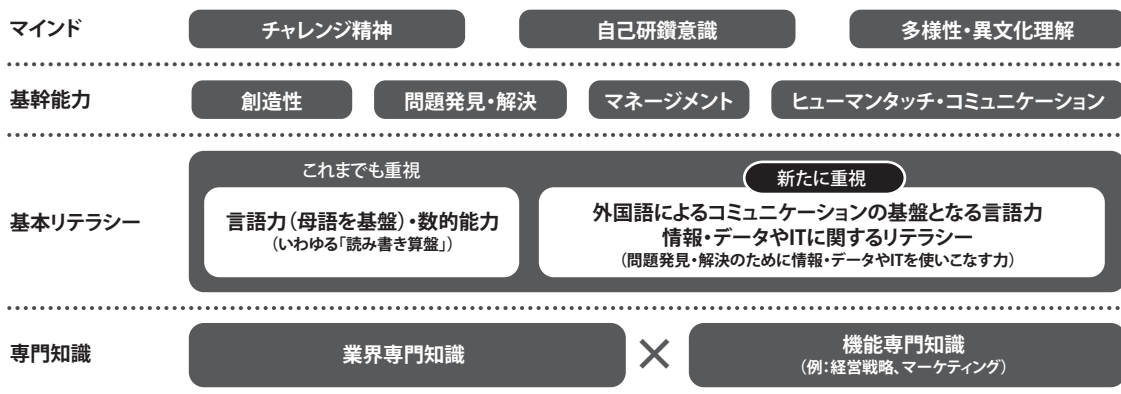 マインド
チャレンジ精神
自己研鑽意識
多様性・異文化理解
基幹能力
創造性
問題発見・解決
マネージメント
ヒューマンタッチ・コミュニケーション
基本リテラシー
これまでも重視
言語力（母語を基盤）・数的能力
（いわゆる「読み書き算盤」）
新たに重視
外国語によるコミュニケーションの基盤となる言語力
情報・データやITに関するリテラシー
（問題発見・解決のために情報・データやITを使いこなす力）
専門知識
業界専門知識
×
機能専門知識
（例：経営戦略、マーケティング）